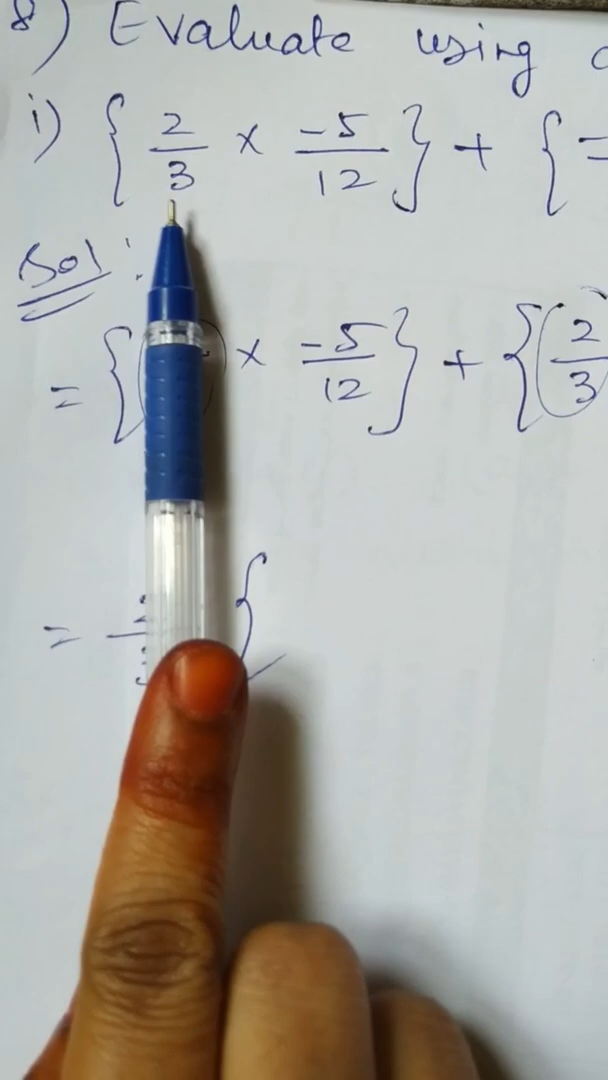 8) Evaluate using
i) { 2/3 × -5/12 } + {
Sol:
= { × -5/12 } + { ( 2/3
= {